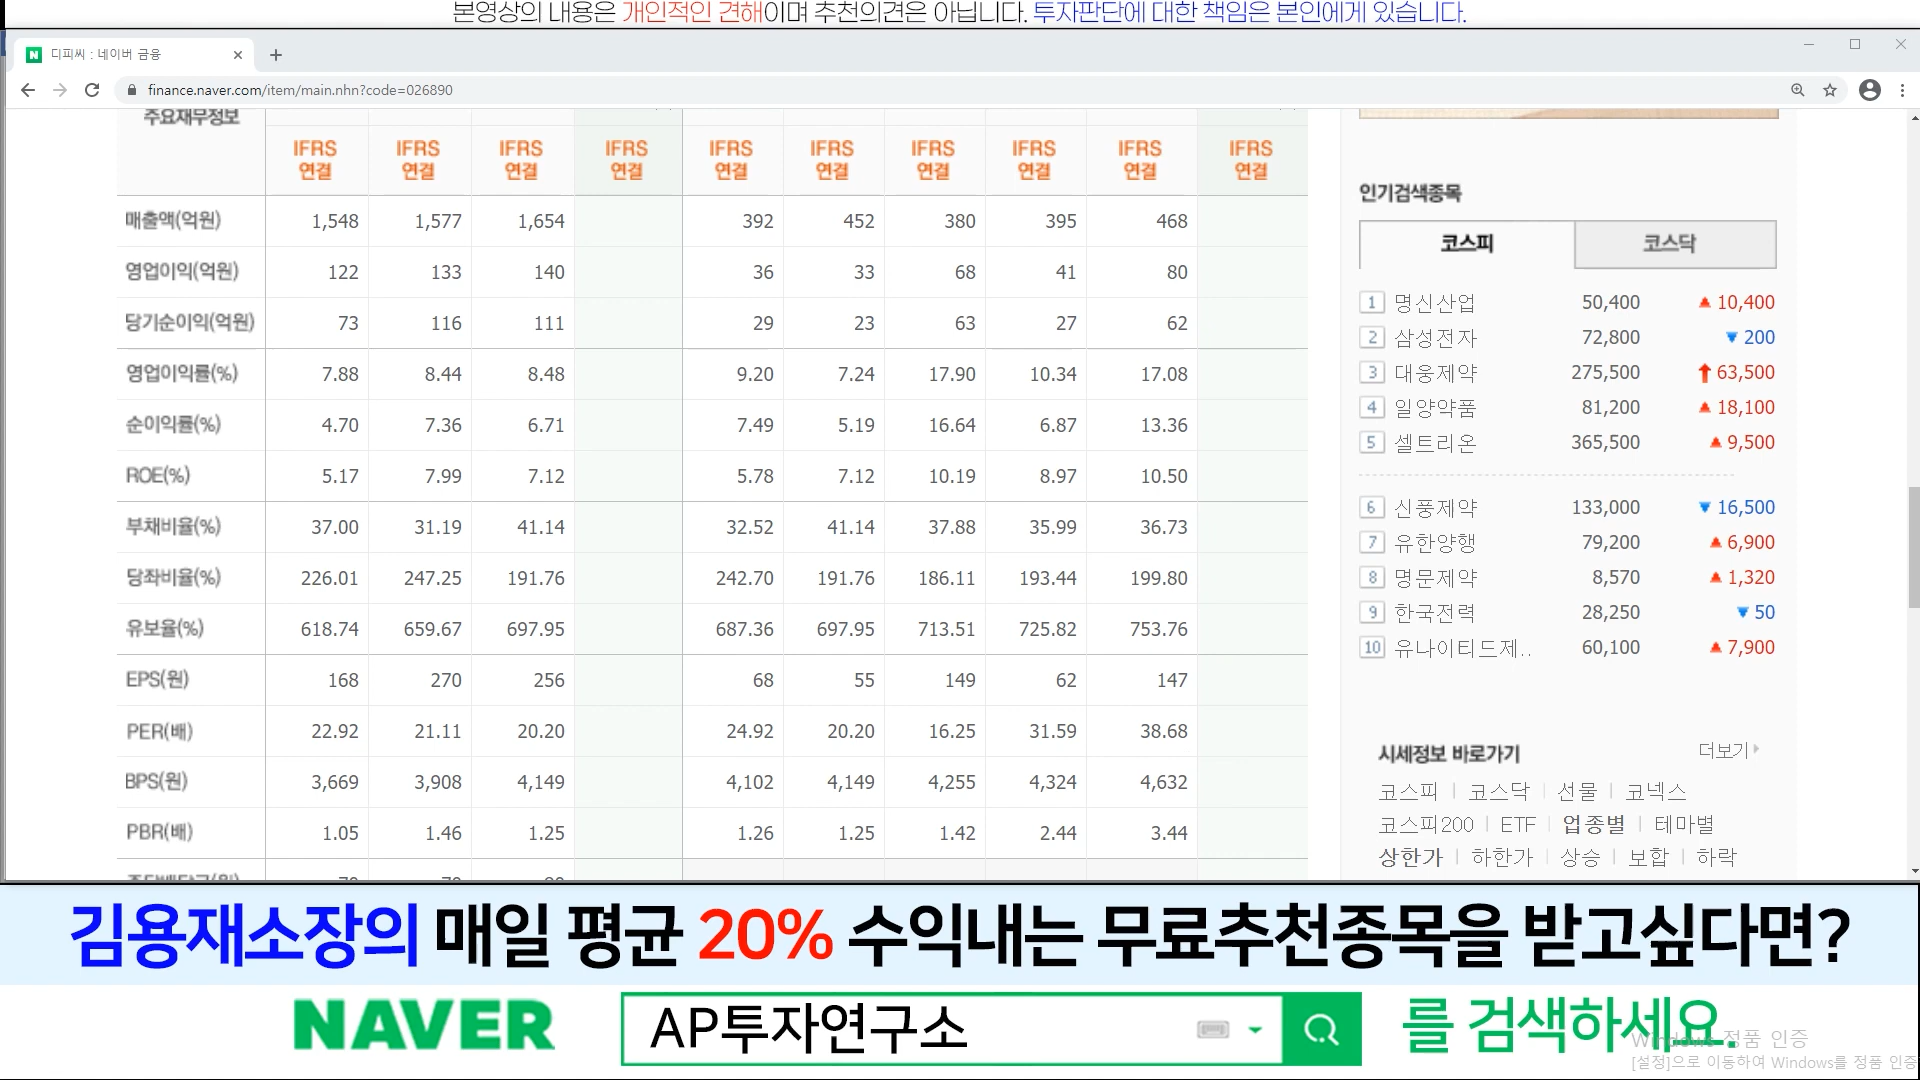 본영상의 내용은 개인적인 견해이며 추천의견은 아닙니다. 투자판단에 대한 책임은 본인에게 있습니다.
디피씨 : 네이버 금융
finance.naver.com/item/main.nhn?code=026890
주요재무정보
IFRS 연결 IFRS 연결 IFRS 연결 IFRS 연결 IFRS 연결 IFRS 연결 IFRS 연결 IFRS 연결 IFRS 연결 IFRS 연결
매출액(억원) 1,548 1,577 1,654 392 452 380 395 468
영업이익(억원) 122 133 140 36 33 68 41 80
당기순이익(억원) 73 116 111 29 23 63 27 62
영업이익률(%) 7.88 8.44 8.48 9.20 7.24 17.90 10.34 17.08
순이익률(%) 4.70 7.36 6.71 7.49 5.19 16.64 6.87 13.36
ROE(%) 5.17 7.99 7.12 5.78 7.12 10.19 8.97 10.50
부채비율(%) 37.00 31.19 41.14 32.52 41.14 37.88 35.99 36.73
당좌비율(%) 226.01 247.25 191.76 242.70 191.76 186.11 193.44 199.80
유보율(%) 618.74 659.67 697.95 687.36 697.95 713.51 725.82 753.76
EPS(원) 168 270 256 68 55 149 62 147
PER(배) 22.92 21.11 20.20 24.92 20.20 16.25 31.59 38.68
BPS(원) 3,669 3,908 4,149 4,102 4,149 4,255 4,324 4,632
PBR(배) 1.05 1.46 1.25 1.26 1.25 1.42 2.44 3.44
인기검색종목
코스피 코스닥
1 명신산업 50,400 ▲ 10,400
2 삼성전자 72,800 ▼ 200
3 대웅제약 275,500 ↑ 63,500
4 일양약품 81,200 ▲ 18,100
5 셀트리온 365,500 ▲ 9,500
6 신풍제약 133,000 ▼ 16,500
7 유한양행 79,200 ▲ 6,900
8 명문제약 8,570 ▲ 1,320
9 한국전력 28,250 ▼ 50
10 유나이티드제.. 60,100 ▲ 7,900
시세정보 바로가기 더보기
코스피 | 코스닥 | 선물 | 코넥스
코스피200 | ETF | 업종별 | 테마별
상한가 | 하한가 | 상승 | 보합 | 하락
김용재소장의 매일 평균 20% 수익내는 무료추천종목을 받고싶다면?
NAVER AP투자연구소 를 검색하세요.
Windows 정품 인증
[설정]으로 이동하여 Windows를 정품 인증